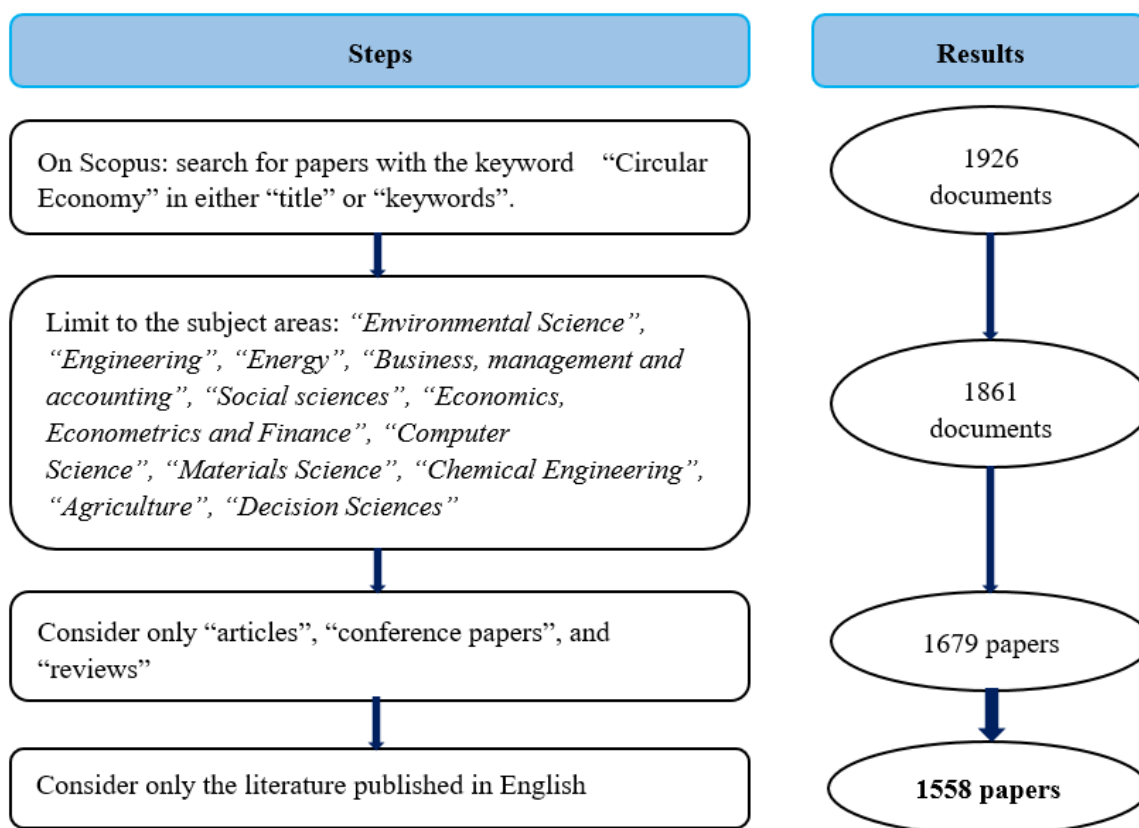 Steps
Results
On Scopus: search for papers with the keyword “Circular
Economy” in either “title” or “keywords”.
1926
documents
Limit to the subject areas: “Environmental Science”,
“Engineering”, “Energy”, “Business, management and
accounting”, “Social sciences”, “Economics,
Econometrics and Finance”, “Computer
Science”, “Materials Science”, “Chemical Engineering”,
“Agriculture”, “Decision Sciences”
1861
documents
Consider only “articles”, “conference papers”, and
“reviews”
1679 papers
Consider only the literature published in English
1558 papers